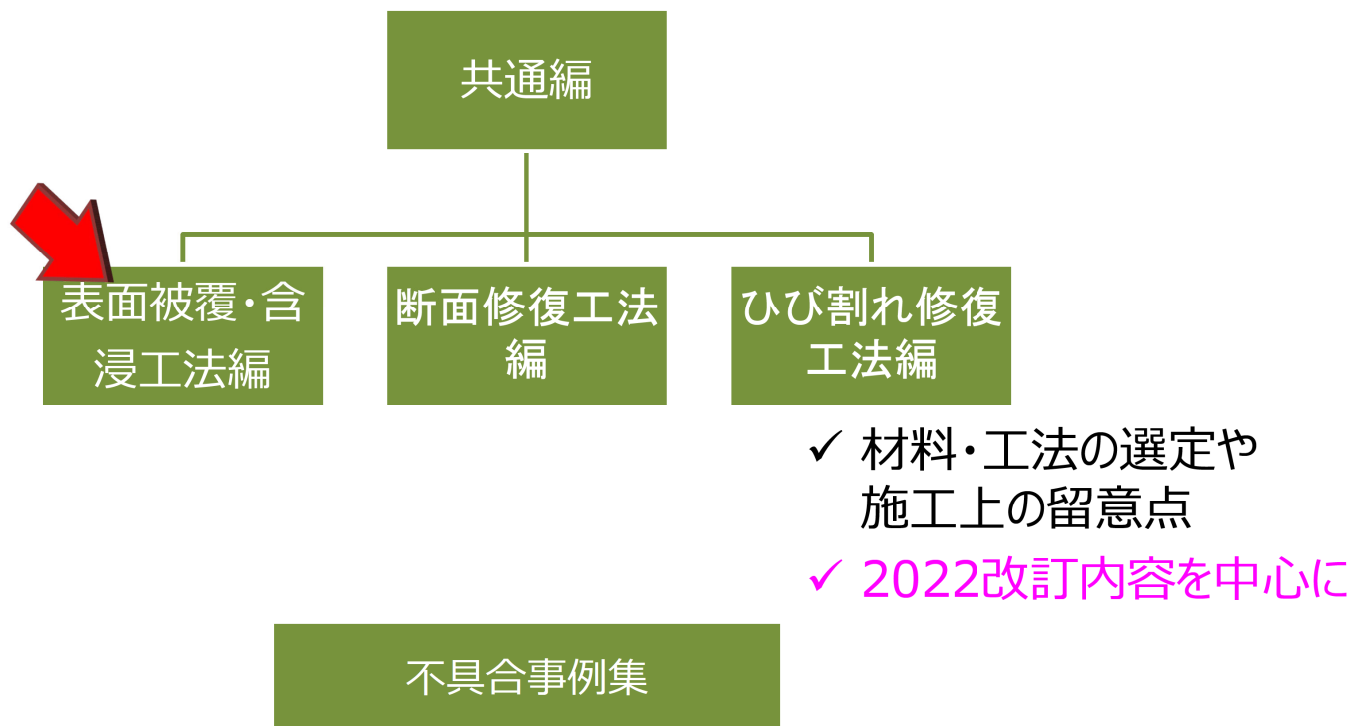 共通編
表面被覆・含
浸工法編
断面修復工法
編
ひび割れ修復
工法編
✓ 材料・工法の選定や
施工上の留意点
✓ 2022改訂内容を中心に
不具合事例集